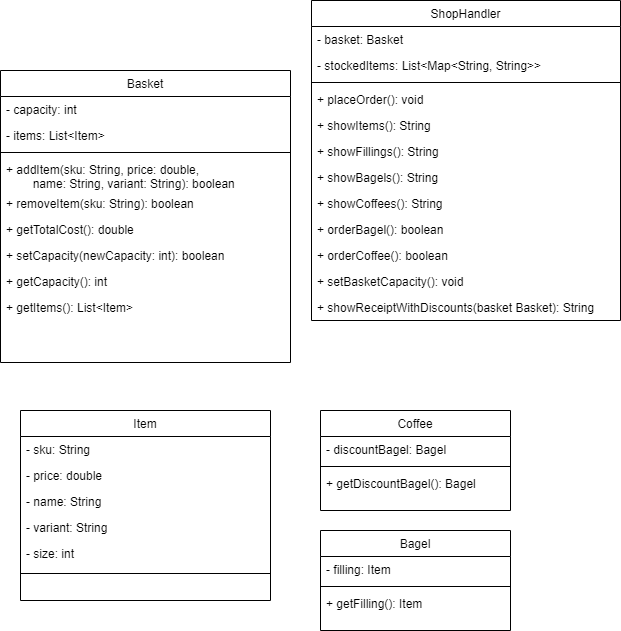 ShopHandler
- basket: Basket
- stockedItems: List<Map<String, String>>
+ placeOrder(): void
+ showItems(): String
+ showFillings(): String
+ showBagels(): String
+ showCoffees(): String
+ orderBagel(): boolean
+ orderCoffee(): boolean
+ setBasketCapacity(): void
+ showReceiptWithDiscounts(basket Basket): String
Basket
- capacity: int
- items: List<Item>
+ addItem(sku: String, price: double,
name: String, variant: String): boolean
+ removeItem(sku: String): boolean
+ getTotalCost(): double
+ setCapacity(newCapacity: int): boolean
+ getCapacity(): int
+ getItems(): List<Item>
Item
- sku: String
- price: double
- name: String
- variant: String
- size: int
Coffee
- discountBagel: Bagel
+ getDiscountBagel(): Bagel
Bagel
- filling: Item
+ getFilling(): Item